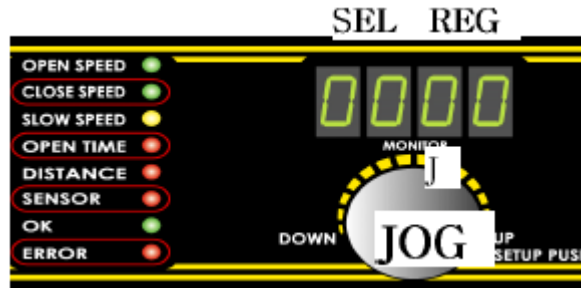 SEL REG
OPEN SPEED
CLOSE SPEED
SLOW SPEED
OPEN TIME
DISTANCE
SENSOR
OK
ERROR
0000
MONITOR
J
DOWN
JOG
UP
SETUP PUSH